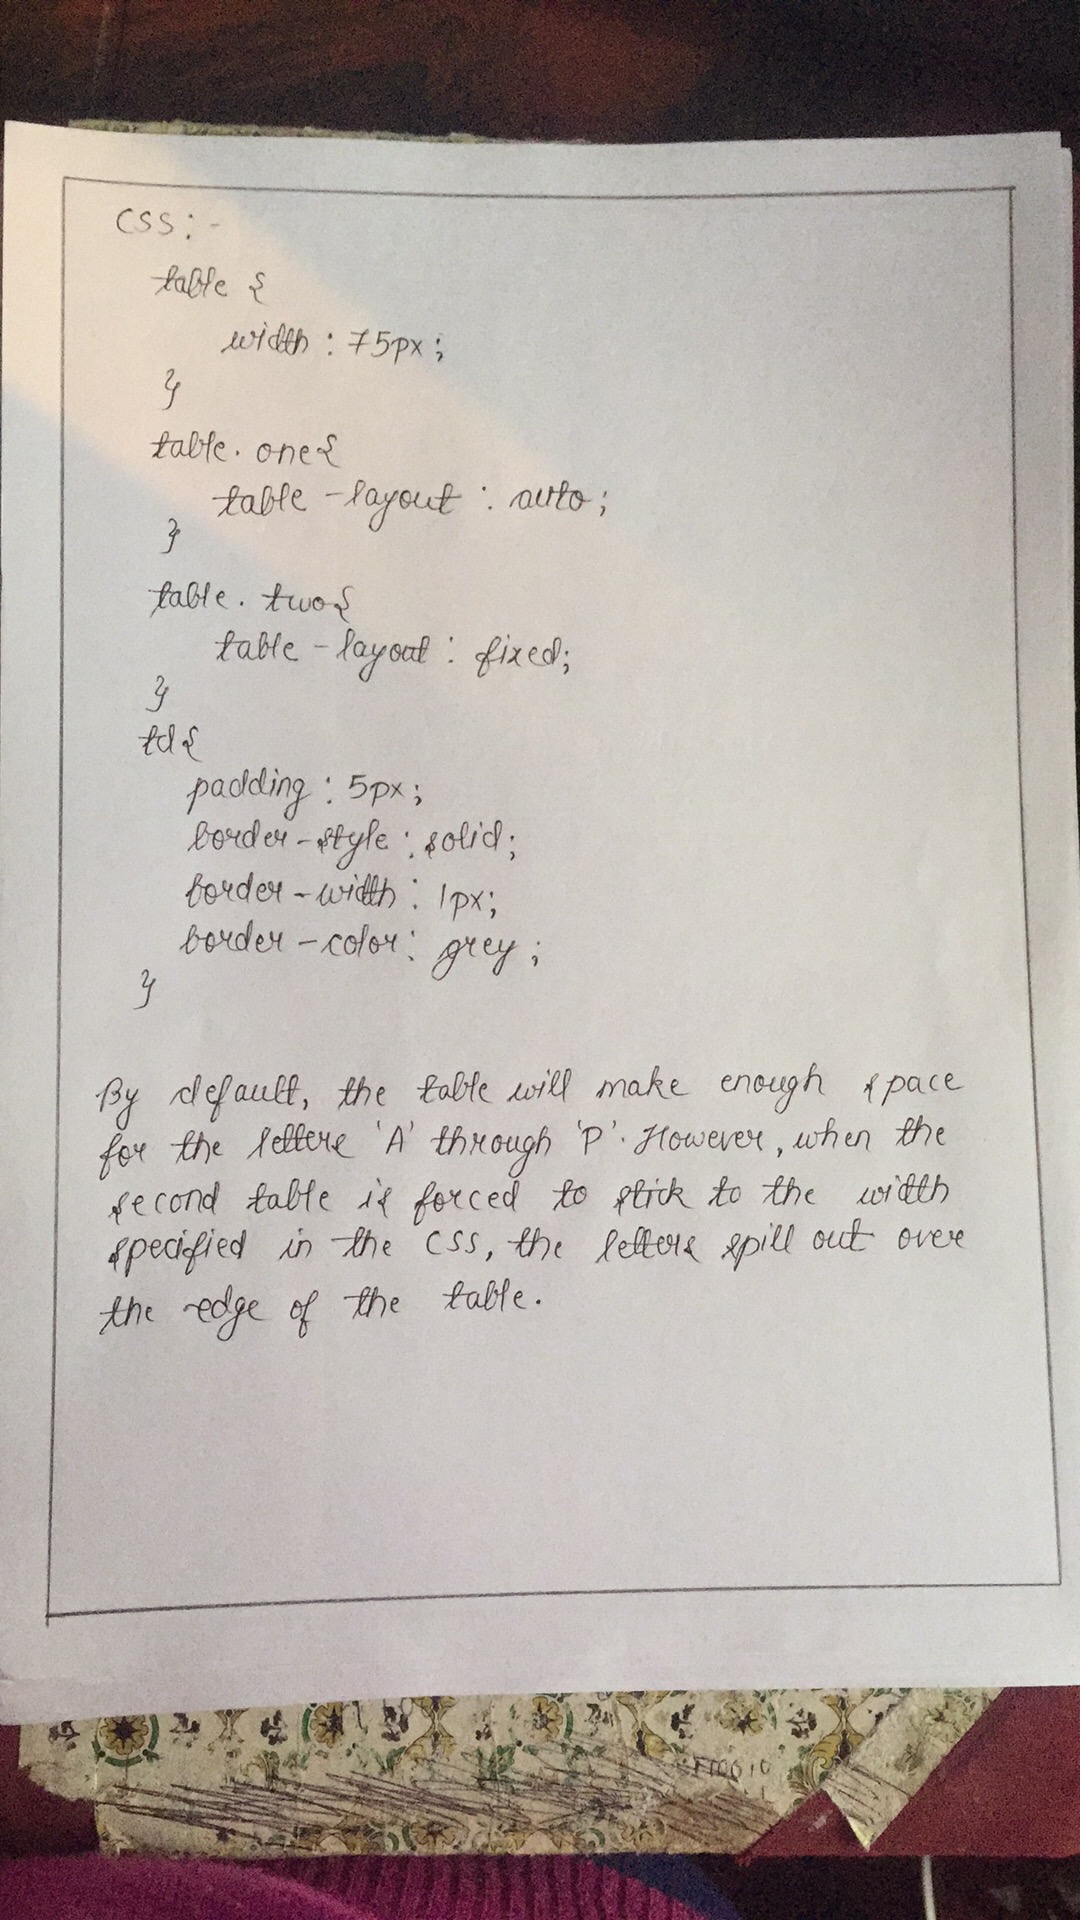 CSS:-
table {
width : 75px;
}
table. one{
table -layout : auto;
}
table. two{
table -layout : fixed;
}
td{
padding : 5px;
border-style : solid;
border-width : 1px;
border-color : grey;
}
By default, the table will make enough space
for the letters 'A' through 'P'. However, when the
second table is forced to stick to the width
specified in the CSS, the letters spill out over
the edge of the table.